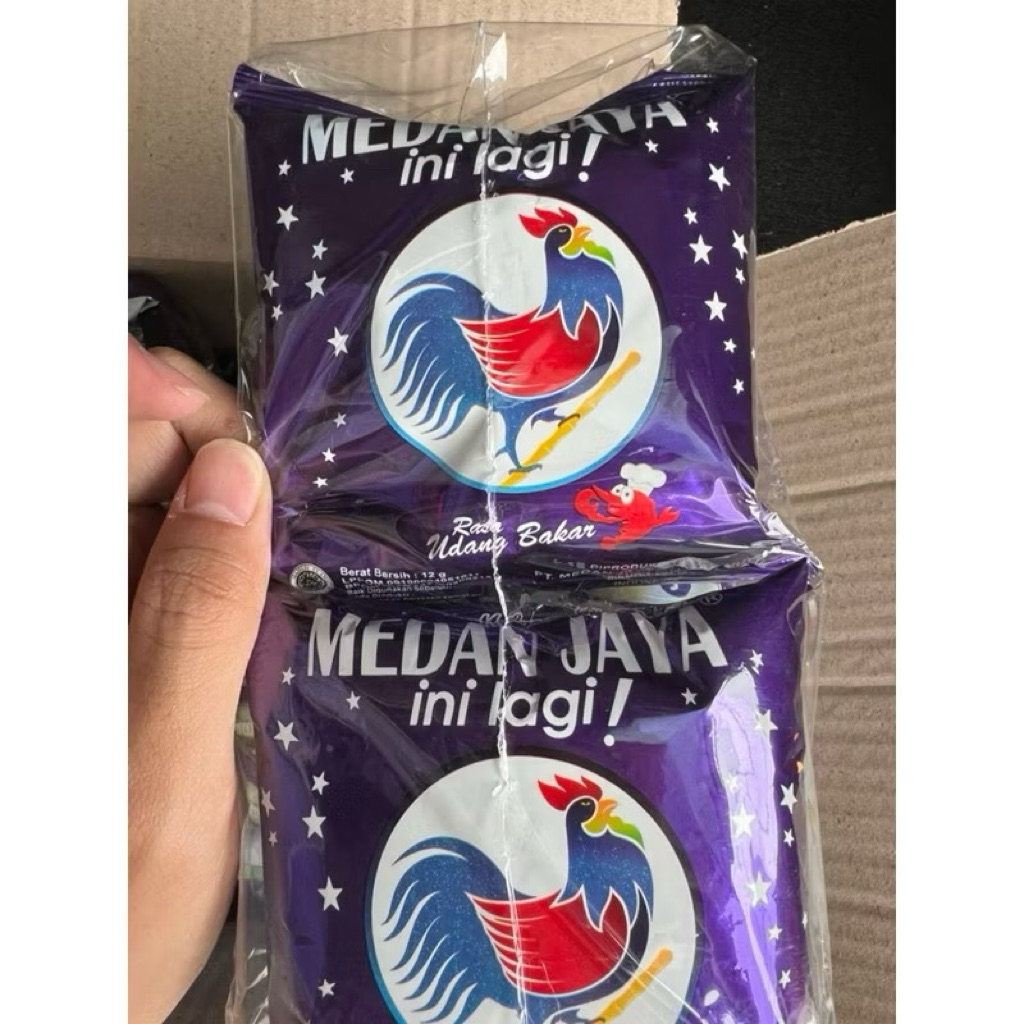 MEDAN JAYA
ini lagi!
Rasa
Udang Bakar
Berat Bersih : 12 g
MEDAN JAYA
ini lagi!